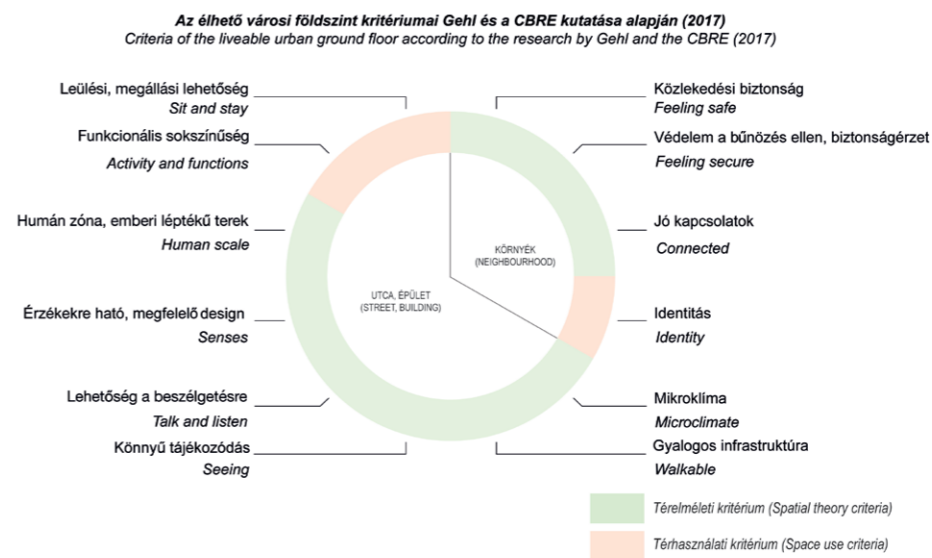 Az élhető városi földszint kritériumai Gehl és a CBRE kutatása alapján (2017)
Criteria of the liveable urban ground floor according to the research by Gehl and the CBRE (2017)
Leülési, megállási lehetőség
Sit and stay
Funkcionális sokszínűség
Activity and functions
Humán zóna, emberi léptékű terek
Human scale
Érzékekre ható, megfelelő design
Senses
Lehetőség a beszélgetésre
Talk and listen
Könnyű tájékozódás
Seeing
Közlekedési biztonság
Feeling safe
Védelem a bűnözés ellen, biztonságérzet
Feeling secure
Jó kapcsolatok
Connected
Identitás
Identity
Mikroklíma
Microclimate
Gyalogos infrastruktúra
Walkable
KÖRNYÉK
(NEIGHBOURHOOD)
UTCA, ÉPÜLET
(STREET, BUILDING)
Térelméleti kritérium (Spatial theory criteria)
Térhasználati kritérium (Space use criteria)